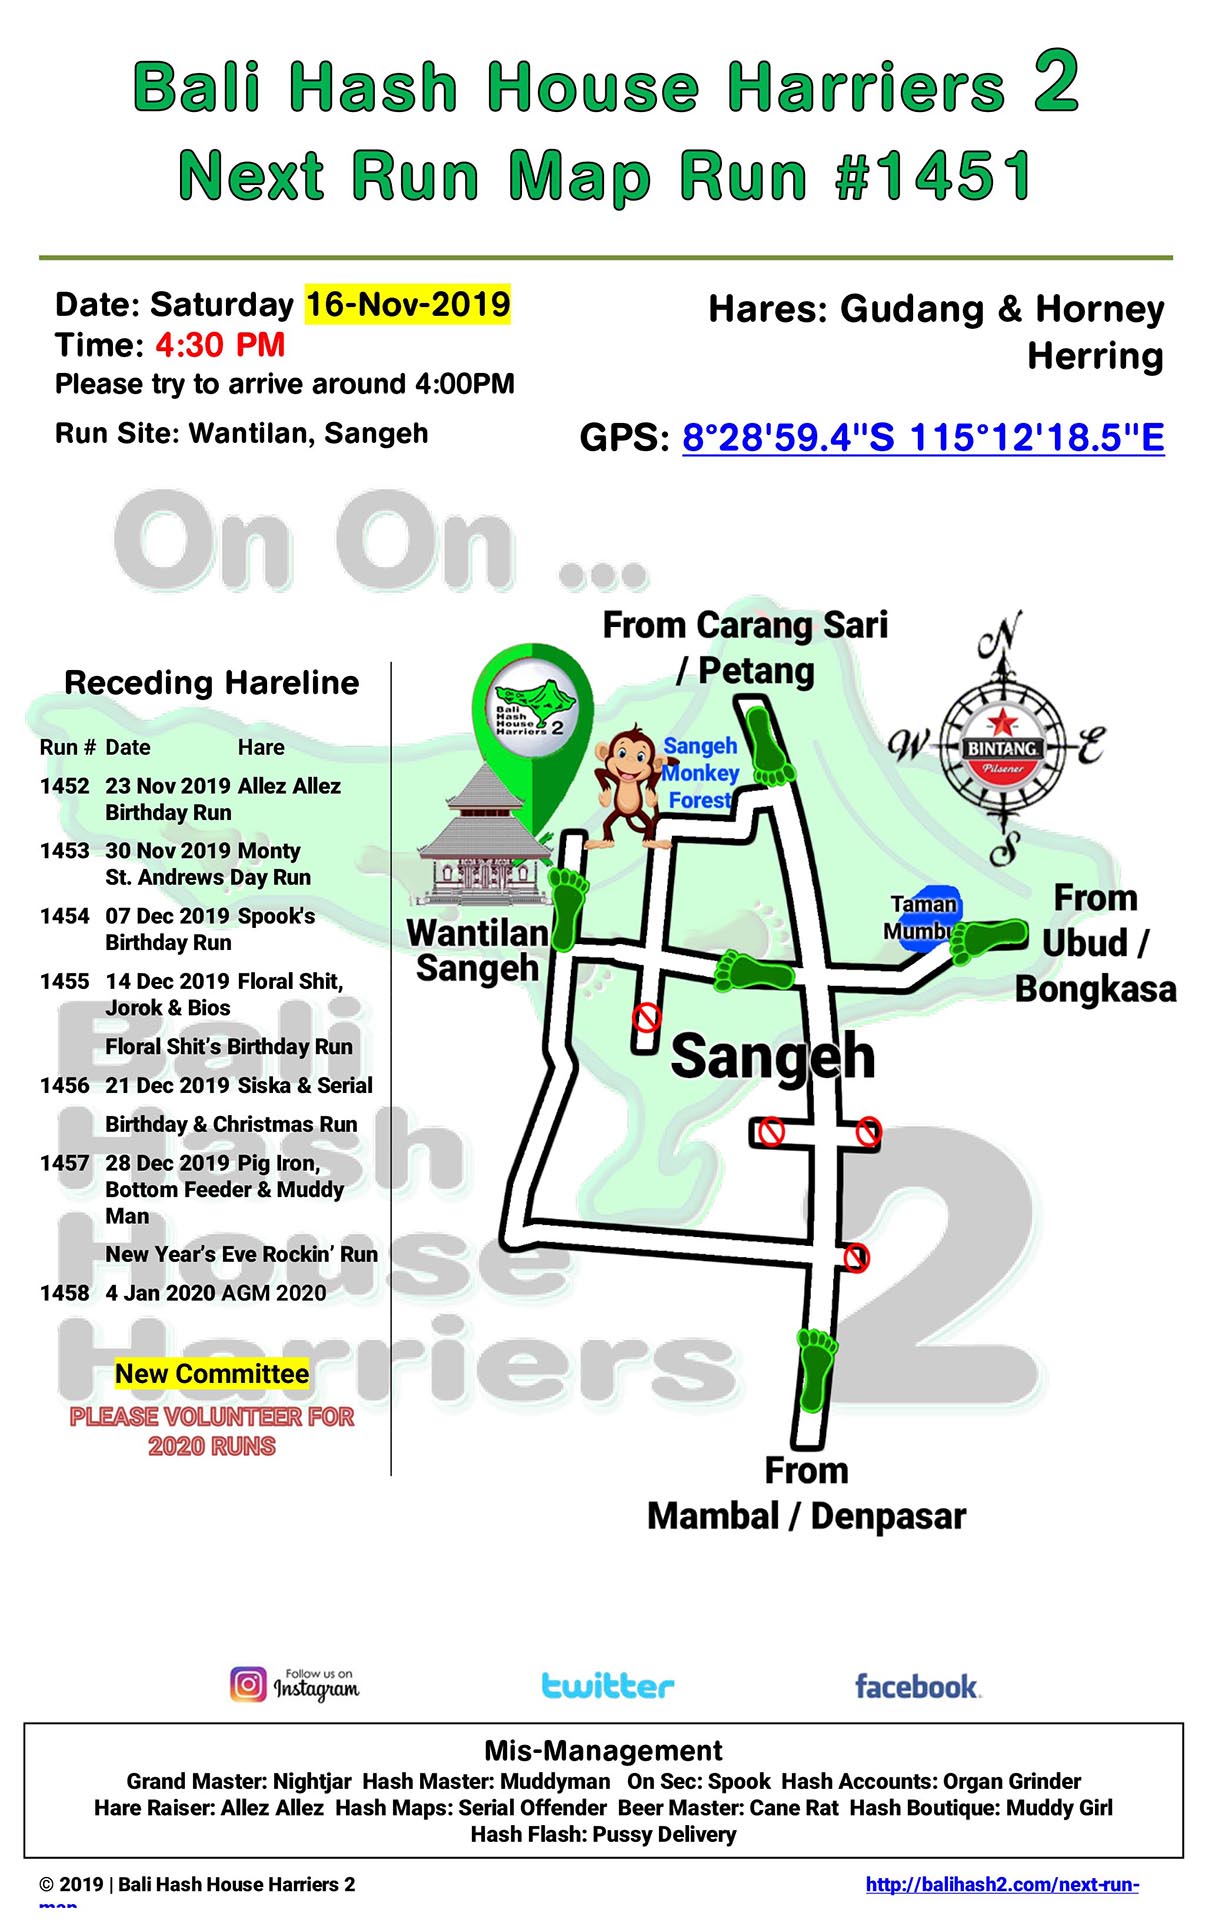 Bali Hash House Harriers 2
Next Run Map Run #1451
Date: Saturday 16-Nov-2019
Time: 4:30 PM
Please try to arrive around 4:00PM
Run Site: Wantilan, Sangeh
Hares: Gudang & Horney
Herring
GPS: 8°28'59.4"S 115°12'18.5"E
On On ...
Receding Hareline
Run # Date Hare
1452 23 Nov 2019 Allez Allez
Birthday Run
1453 30 Nov 2019 Monty
St. Andrews Day Run
1454 07 Dec 2019 Spook's
Birthday Run
1455 14 Dec 2019 Floral Shit,
Jorok & Bios
Floral Shit’s Birthday Run
1456 21 Dec 2019 Siska & Serial
Birthday & Christmas Run
1457 28 Dec 2019 Pig Iron,
Bottom Feeder & Muddy
Man
New Year’s Eve Rockin’ Run
1458 4 Jan 2020 AGM 2020
New Committee
PLEASE VOLUNTEER FOR
2020 RUNS
Bali
Hash
House
Harriers 2
From Carang Sari
/ Petang
On On
Bali
Hash
House
Harriers 2
Sangeh
Monkey
Forest
N
W
E
S
BINTANG
Pilsener
Wantilan
Sangeh
Taman
Mumbu
From
Ubud /
Bongkasa
Sangeh
From
Mambal / Denpasar
Follow us on
Instagram
twitter
facebook
Mis-Management
Grand Master: Nightjar Hash Master: Muddyman On Sec: Spook Hash Accounts: Organ Grinder
Hare Raiser: Allez Allez Hash Maps: Serial Offender Beer Master: Cane Rat Hash Boutique: Muddy Girl
Hash Flash: Pussy Delivery
© 2019 | Bali Hash House Harriers 2
http://balihash2.com/next-run-
map